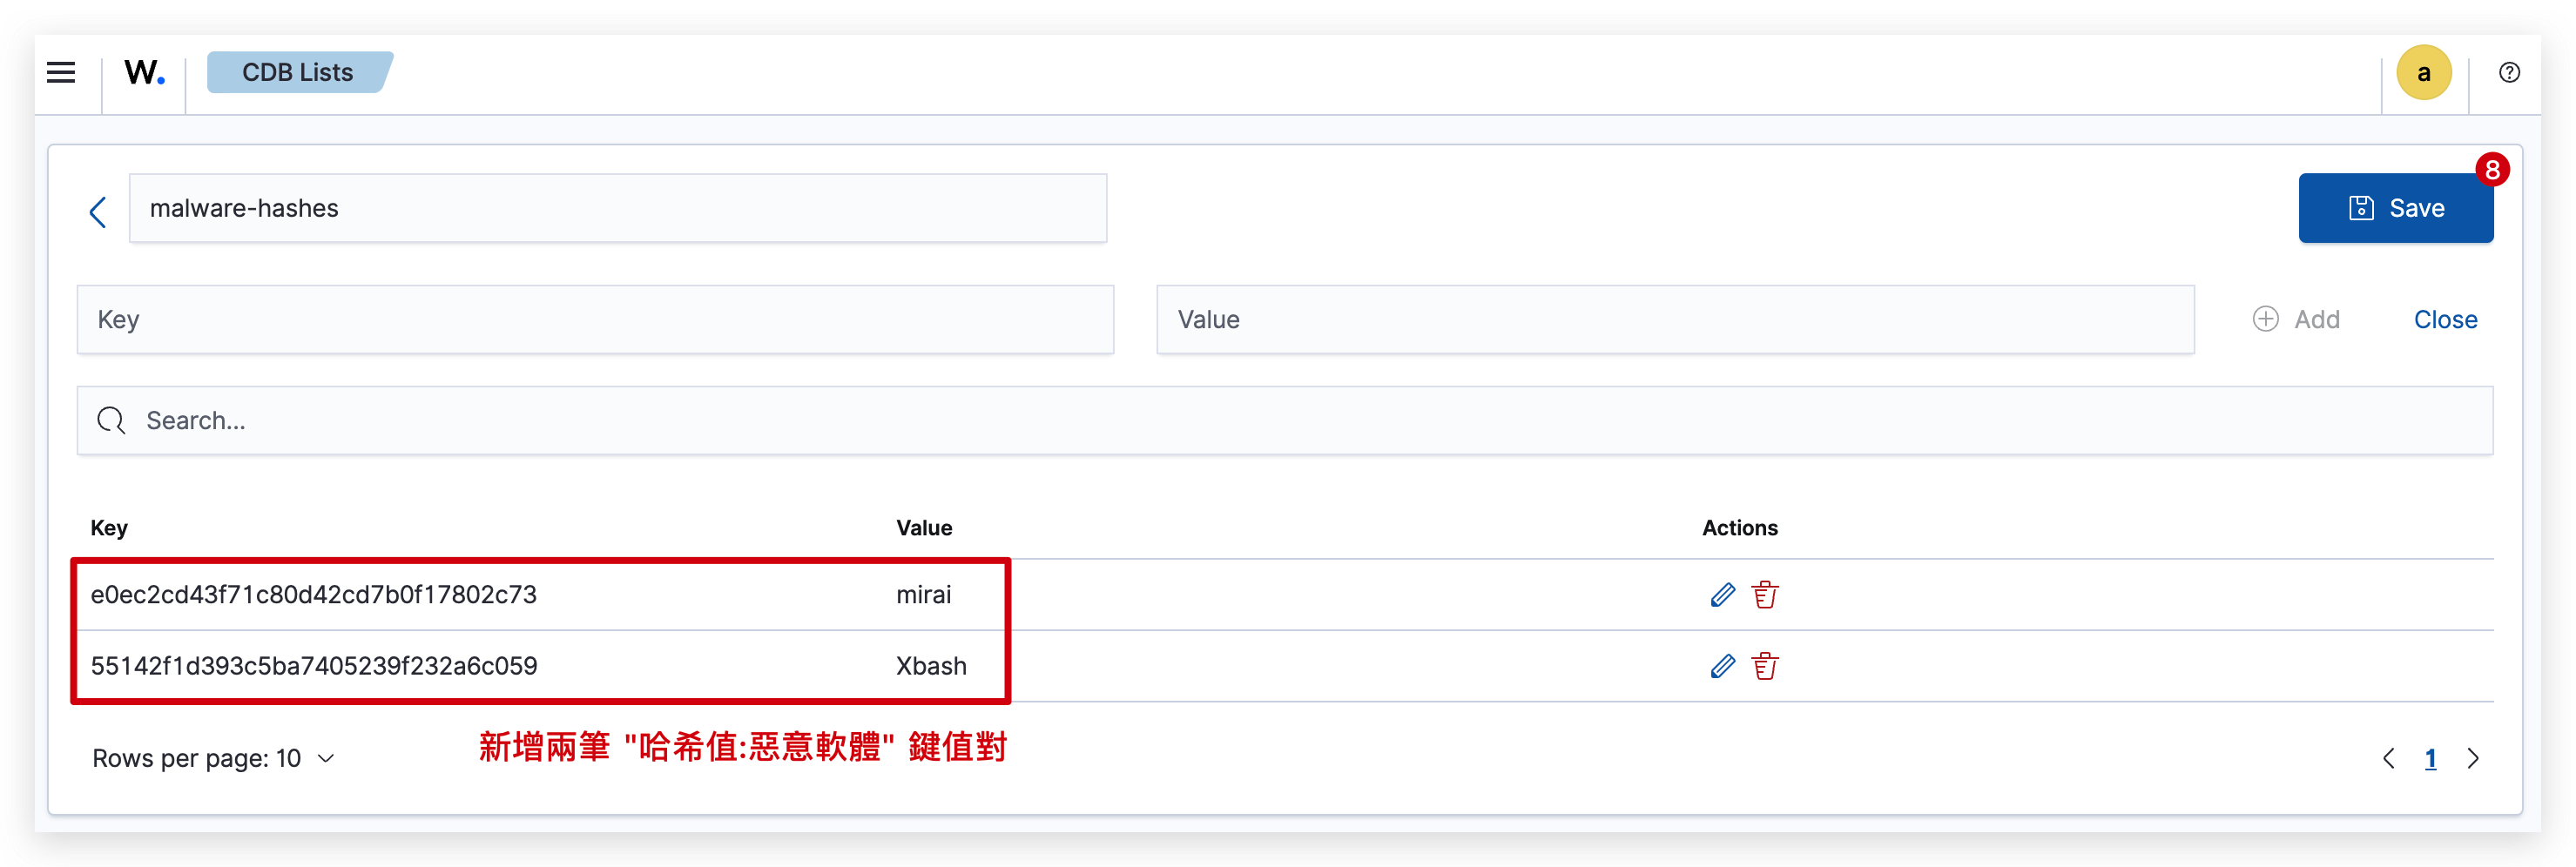 W. CDB Lists a
8
malware-hashes Save
Key Value Add Close
Search...
Key Value Actions
e0ec2cd43f71c80d42cd7b0f17802c73 mirai
55142f1d393c5ba7405239f232a6c059 Xbash
新增兩筆 "哈希值:惡意軟體" 鍵值對
Rows per page: 10 1